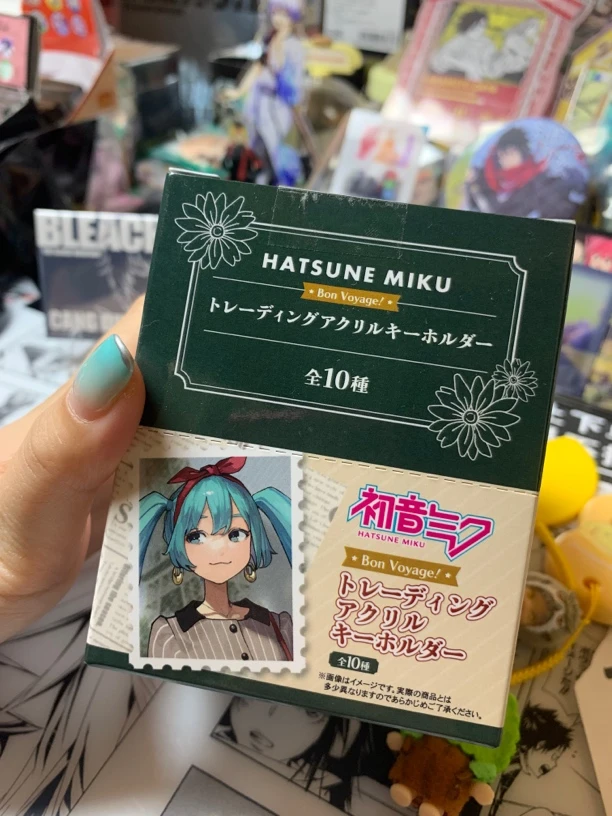 BLEACH
HATSUNE MIKU
Bon Voyage!
トレーディングアクリルキーホルダー
全10種
初音ミク
HATSUNE MIKU
Bon Voyage!
トレーディング
アクリル
キーホルダー
全10種
※画像はイメージです。実際の商品とは
多少異なりますのであらかじめご了承ください。